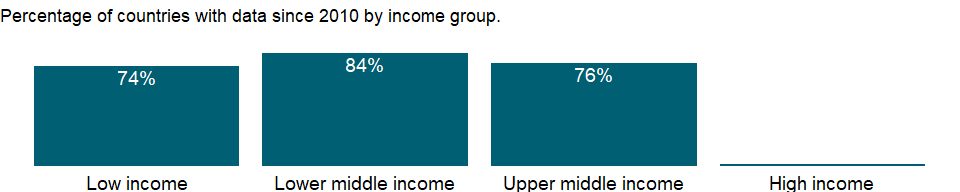 Percentage of countries with data since 2010 by income group.
74%
84%
76%
Low income
Lower middle income
Upper middle income
High income